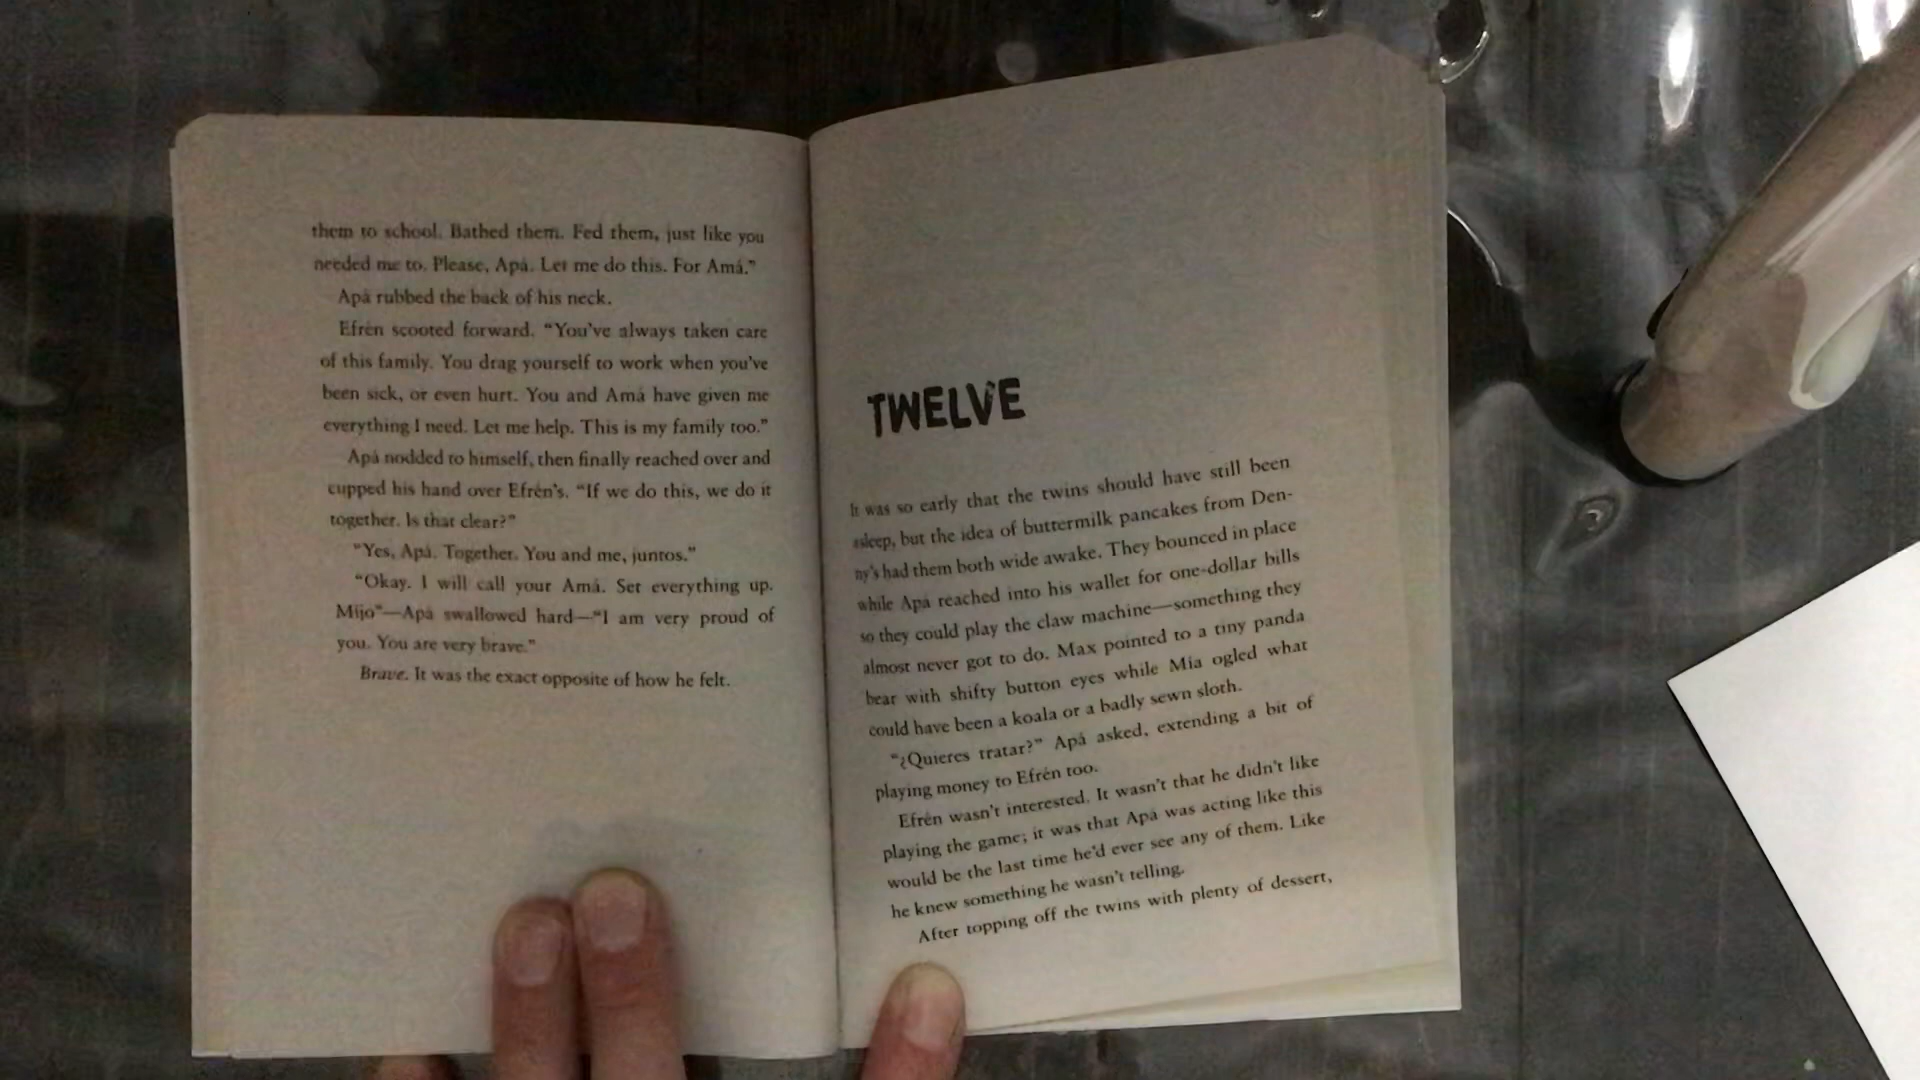 them to school. Bathed them. Fed them, just like you
needed me to. Please, Apá. Let me do this. For Amá."
Apá rubbed the back of his neck.
Efrén scooted forward. "You've always taken care
of this family. You drag yourself to work when you've
been sick, or even hurt. You and Amá have given me
everything I need. Let me help. This is my family too."
Apá nodded to himself, then finally reached over and
cupped his hand over Efrén's. "If we do this, we do it
together. Is that clear?"
"Yes, Apá. Together. You and me, juntos."
"Okay. I will call your Amá. Set everything up.
Mijo"—Apá swallowed hard—"I am very proud of
you. You are very brave."
Brave. It was the exact opposite of how he felt.
TWELVE
It was so early that the twins should have still been
asleep, but the idea of buttermilk pancakes from Den-
ny's had them both wide awake. They bounced in place
while Apá reached into his wallet for one-dollar bills
so they could play the claw machine—something they
almost never got to do. Max pointed to a tiny panda
bear with shifty button eyes while Mía ogled what
could have been a koala or a badly sewn sloth.
"¿Quieres tratar?" Apá asked, extending a bit of
playing money to Efrén too.
Efrén wasn't interested. It wasn't that he didn't like
playing the game; it was that Apá was acting like this
would be the last time he'd ever see any of them. Like
he knew something he wasn't telling.
After topping off the twins with plenty of dessert,